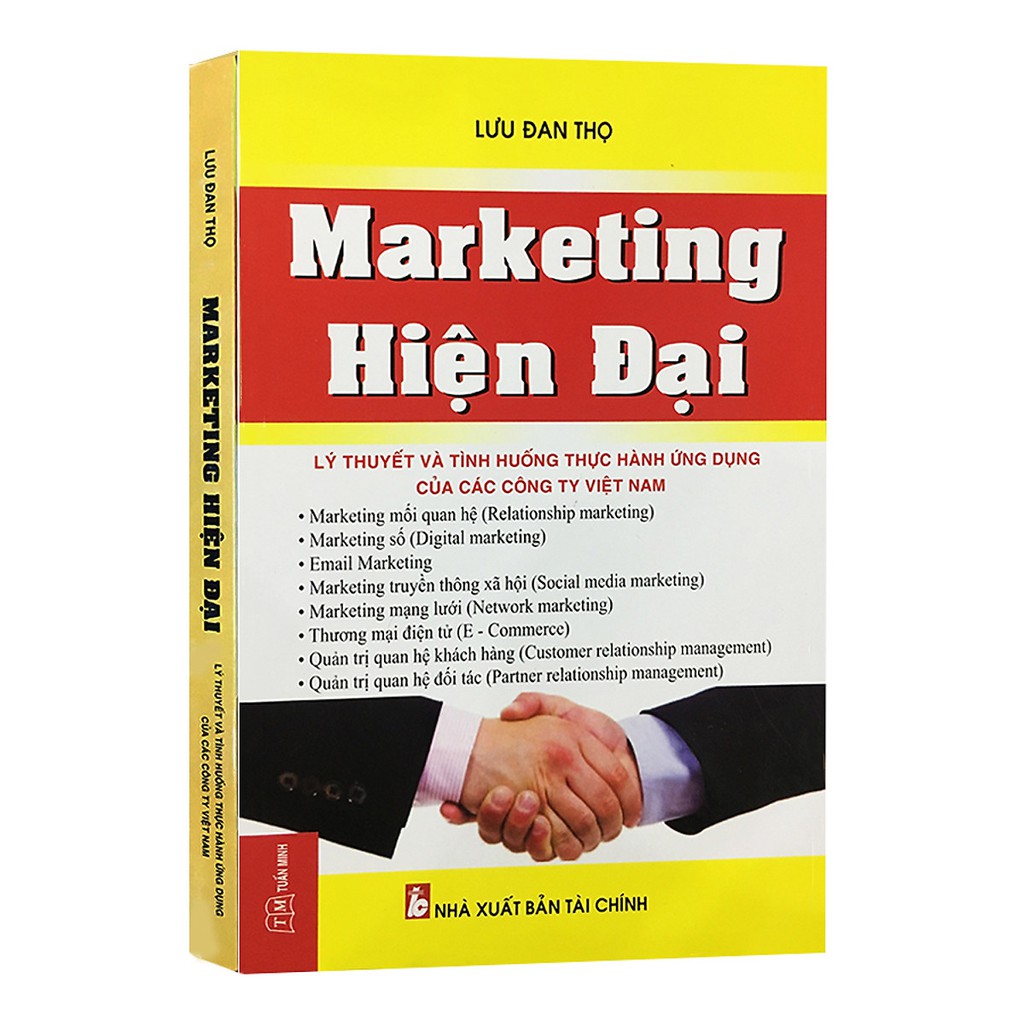 LƯU ĐAN THỌ
Marketing
Hiện Đại
LÝ THUYẾT VÀ TÌNH HUỐNG THỰC HÀNH ỨNG DỤNG
CỦA CÁC CÔNG TY VIỆT NAM
• Marketing mối quan hệ (Relationship marketing)
• Marketing số (Digital marketing)
• Email Marketing
• Marketing truyền thông xã hội (Social media marketing)
• Marketing mạng lưới (Network marketing)
• Thương mại điện tử (E - Commerce)
• Quản trị quan hệ khách hàng (Customer relationship management)
• Quản trị quan hệ đối tác (Partner relationship management)
TM TUẤN MINH
tc NHÀ XUẤT BẢN TÀI CHÍNH
LƯU ĐAN THỌ
MARKETING HIỆN ĐẠI
LÝ THUYẾT VÀ TÌNH HUỐNG THỰC HÀNH ỨNG DỤNG
CỦA CÁC CÔNG TY VIỆT NAM